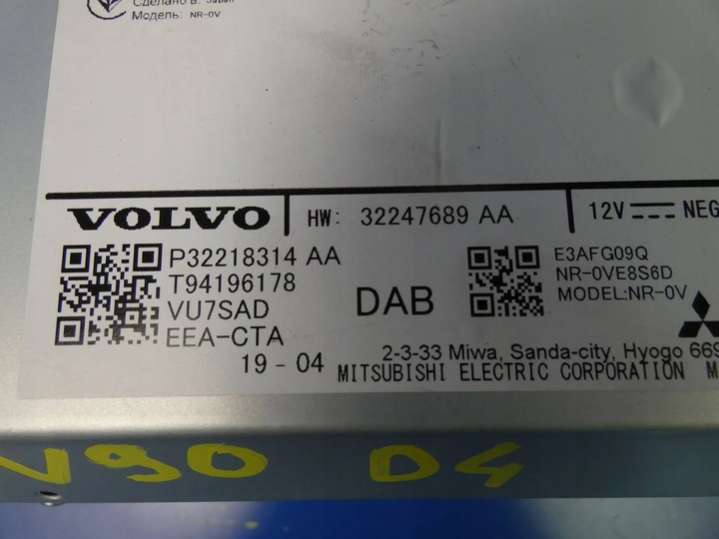 Сделано в: Japan
Модель: NR-0V
VOLVO
HW: 32247689 AA
12V NEG
P32218314 AA
T94196178
VU7SAD
EEA-CTA
19 - 04
DAB
E3AFG09Q
NR-0VE8S6D
MODEL:NR-0V
2-3-33 Miwa, Sanda-city, Hyogo 669
MITSUBISHI ELECTRIC CORPORATION M
V90 D4